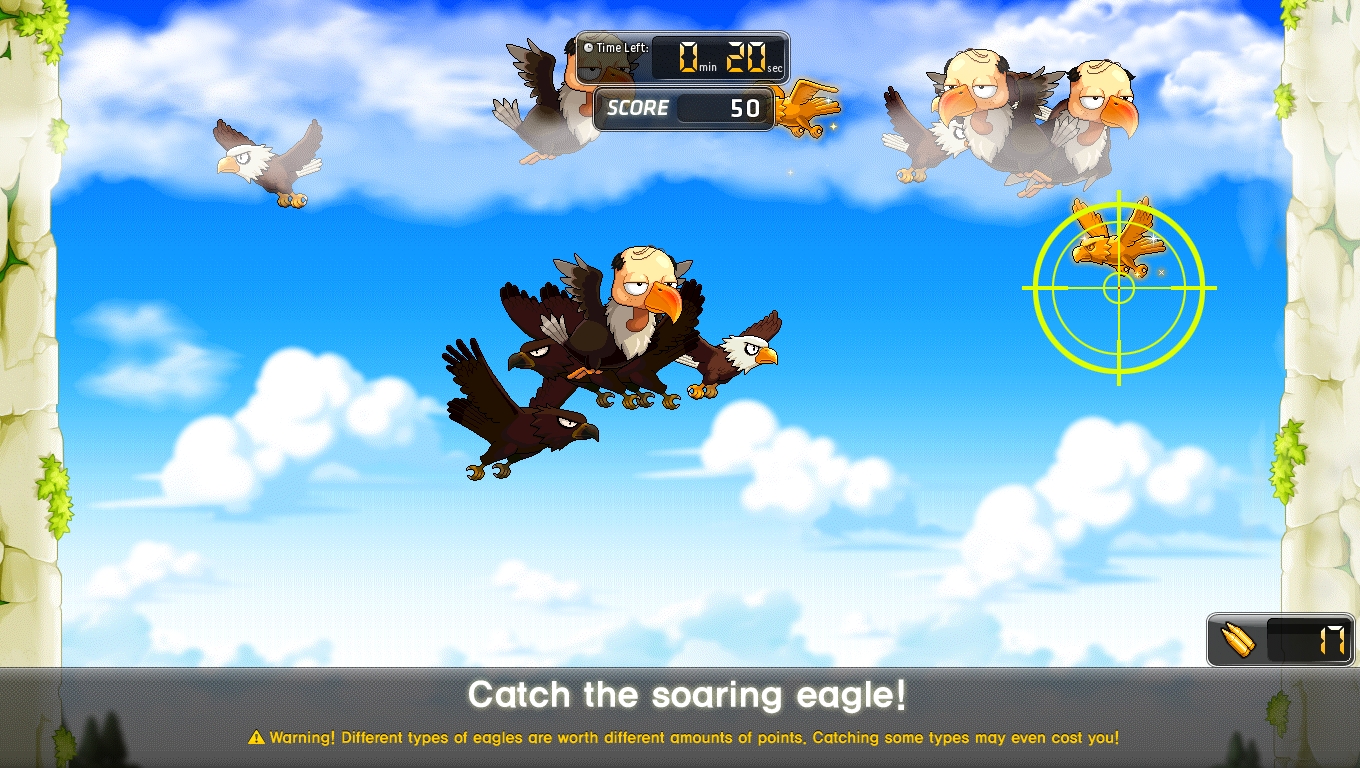 Time Left: 0 min 20 sec
SCORE 50
17
Catch the soaring eagle!
Warning! Different types of eagles are worth different amounts of points. Catching some types may even cost you!